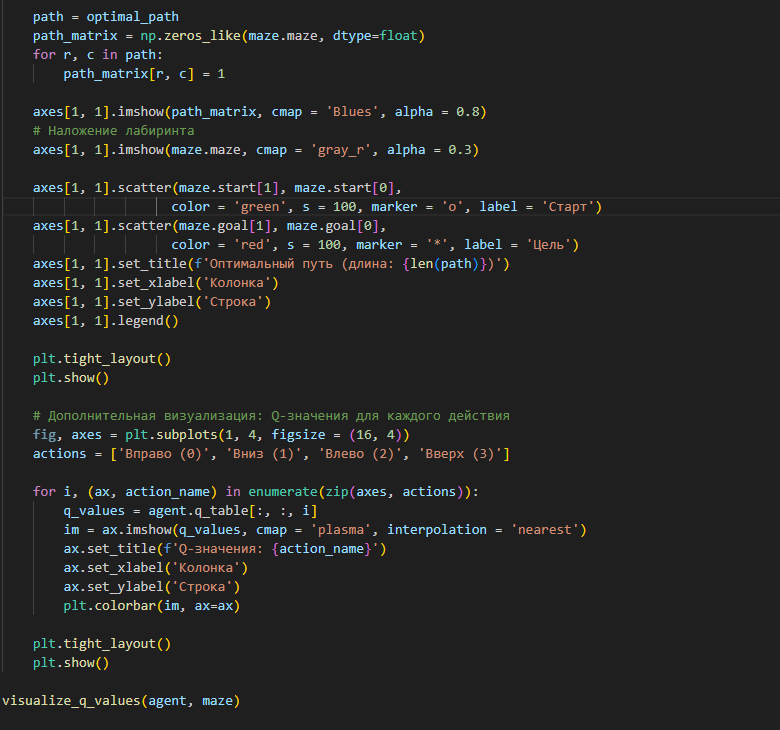 path = optimal_path
path_matrix = np.zeros_like(maze.maze, dtype=float)
for r, c in path:
    path_matrix[r, c] = 1

axes[1, 1].imshow(path_matrix, cmap = 'Blues', alpha = 0.8)
# Наложение лабиринта
axes[1, 1].imshow(maze.maze, cmap = 'gray_r', alpha = 0.3)

axes[1, 1].scatter(maze.start[1], maze.start[0],
                  color = 'green', s = 100, marker = 'o', label = 'Старт')
axes[1, 1].scatter(maze.goal[1], maze.goal[0],
                  color = 'red', s = 100, marker = '*', label = 'Цель')
axes[1, 1].set_title(f'Оптимальный путь (длина: {len(path)})')
axes[1, 1].set_xlabel('Колонка')
axes[1, 1].set_ylabel('Строка')
axes[1, 1].legend()

plt.tight_layout()
plt.show()

# Дополнительная визуализация: Q-значения для каждого действия
fig, axes = plt.subplots(1, 4, figsize = (16, 4))
actions = ['Вправо (0)', 'Вниз (1)', 'Влево (2)', 'Вверх (3)']

for i, (ax, action_name) in enumerate(zip(axes, actions)):
    q_values = agent.q_table[:, :, i]
    im = ax.imshow(q_values, cmap = 'plasma', interpolation = 'nearest')
    ax.set_title(f'Q-значения: {action_name}')
    ax.set_xlabel('Колонка')
    ax.set_ylabel('Строка')
    plt.colorbar(im, ax=ax)

plt.tight_layout()
plt.show()

visualize_q_values(agent, maze)